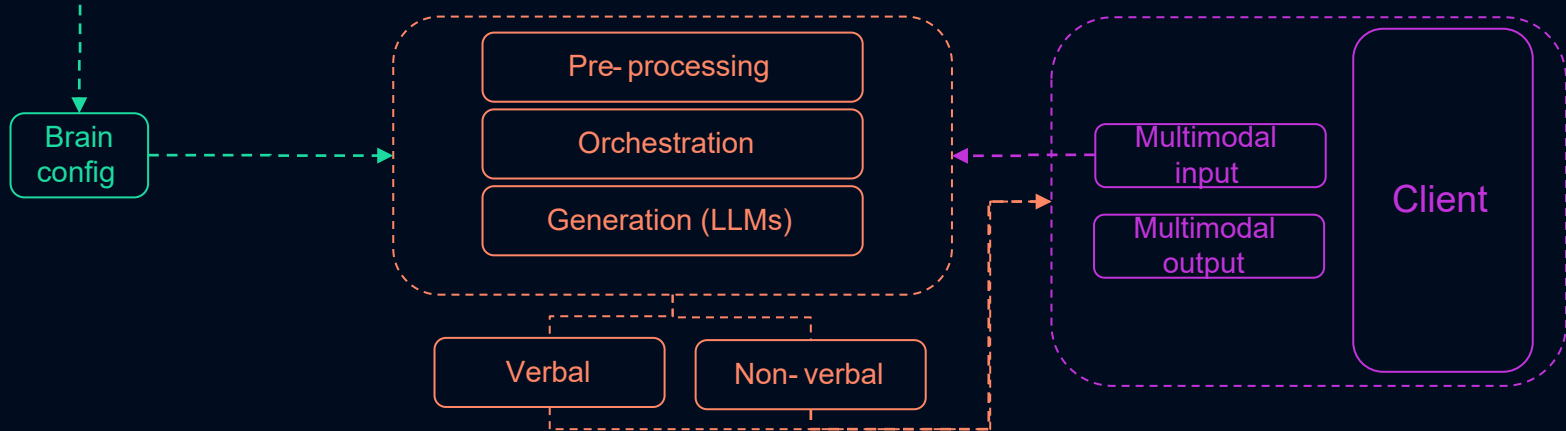 Brain
config
Pre-processing
Orchestration
Generation (LLMs)
Verbal
Non-verbal
Multimodal
input
Multimodal
output
Client